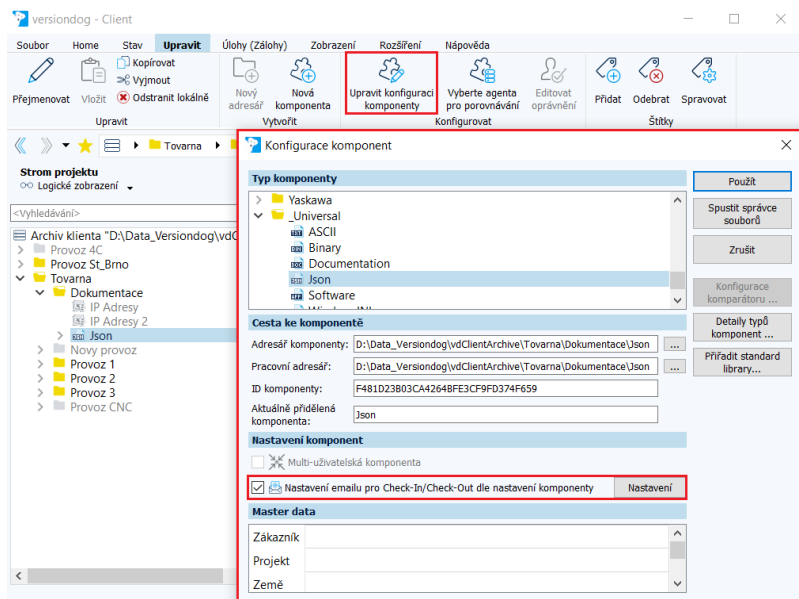 versiondog - Client
Soubor Home Stav Upravit Úlohy (Zálohy) Zobrazení Rozšíření Nápověda
Přejmenovat
Vložit
Kopírovat
Vyjmout
Odstranit lokálně
Upravit
Nový adresář
Nová komponenta
Vytvořit
Upravit konfiguraci komponenty
Vyberte agenta pro porovnávání
Editovat oprávnění
Konfigurovat
Přidat Odebrat Spravovat
Štítky
Tovarna
Strom projektu
Logické zobrazení
<Vyhledávání>
Archiv klienta "D:\Data_Versiondog\vdC
Provoz 4C
Provoz St_Brno
Tovarna
Dokumentace
IP Adresy
IP Adresy 2
Json
Novy provoz
Provoz 1
Provoz 2
Provoz 3
Provoz CNC
Konfigurace komponent
Typ komponenty
Yaskawa
_Universal
ASCII
Binary
Documentation
Json
Software
Cesta ke komponentě
Adresář komponenty: D:\Data_Versiondog\vdClientArchive\Tovarna\Dokumentace\Json ...
Pracovní adresář: D:\Data_Versiondog\vdClientArchive\Tovarna\Dokumentace\Json ...
ID komponenty: F481D23B03CA4264BFE3CF9FD374F659
Aktuálně přidělená komponenta: Json
Nastavení komponent
Multi-uživatelská komponenta
Nastavení emailu pro Check-In/Check-Out dle nastavení komponenty Nastavení
Master data
Zákazník
Projekt
Země
Použít
Spustit správce souborů
Zrušit
Konfigurace komparátoru ...
Detaily typů komponent ...
Přiřadit standard library...